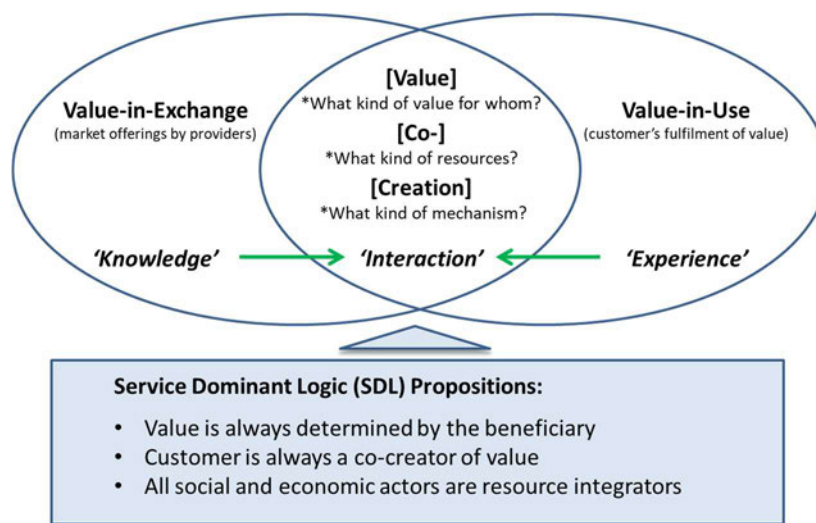 [Value]
*What kind of value for whom?
Value-in-Exchange
(market offerings by providers)
[Co-]
*What kind of resources?
[Creation]
*What kind of mechanism?
Value-in-Use
(customer's fulfilment of value)
'Knowledge'
'Interaction'
'Experience'
Service Dominant Logic (SDL) Propositions:
• Value is always determined by the beneficiary
• Customer is always a co-creator of value
• All social and economic actors are resource integrators